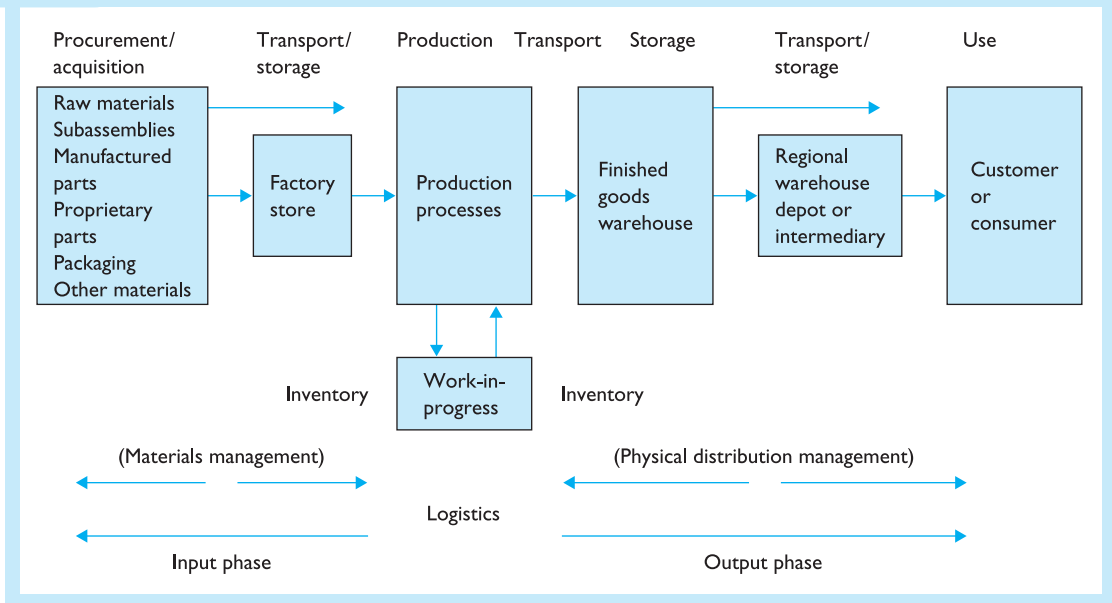 Procurement/
acquisition
Transport/
storage
Production
Transport
Storage
Transport/
storage
Use
Raw materials
Subassemblies
Manufactured
parts
Proprietary
parts
Packaging
Other materials
Factory
store
Production
processes
Finished
goods
warehouse
Regional
warehouse
depot or
intermediary
Customer
or
consumer
Inventory
Work-in-
progress
Inventory
(Materials management)
(Physical distribution management)
Logistics
Input phase
Output phase